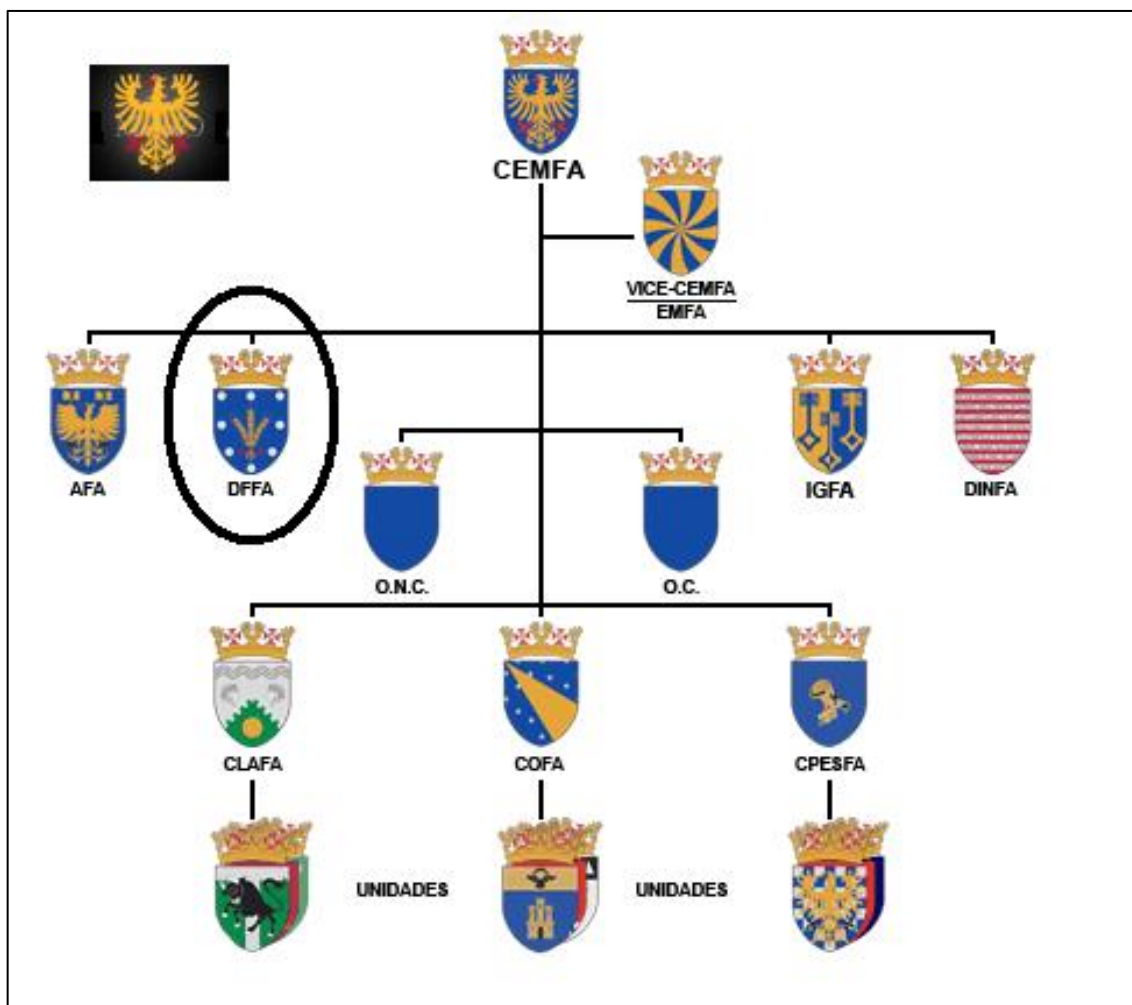 CEMFA
VICE-CEMFA
EMFA
AFA
DFFA
IGFA
DINFA
O.N.C.
O.C.
CLAFA
COFA
CPESFA
UNIDADES
UNIDADES